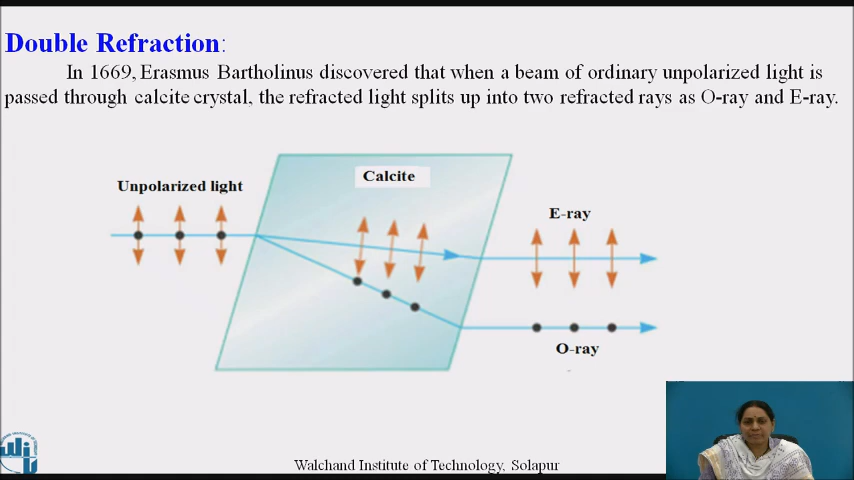 Double Refraction:
In 1669, Erasmus Bartholinus discovered that when a beam of ordinary unpolarized light is
passed through calcite crystal, the refracted light splits up into two refracted rays as O-ray and E-ray.
Calcite
Unpolarized light
E-ray
O-ray
Walchand Institute of Technology, Solapur